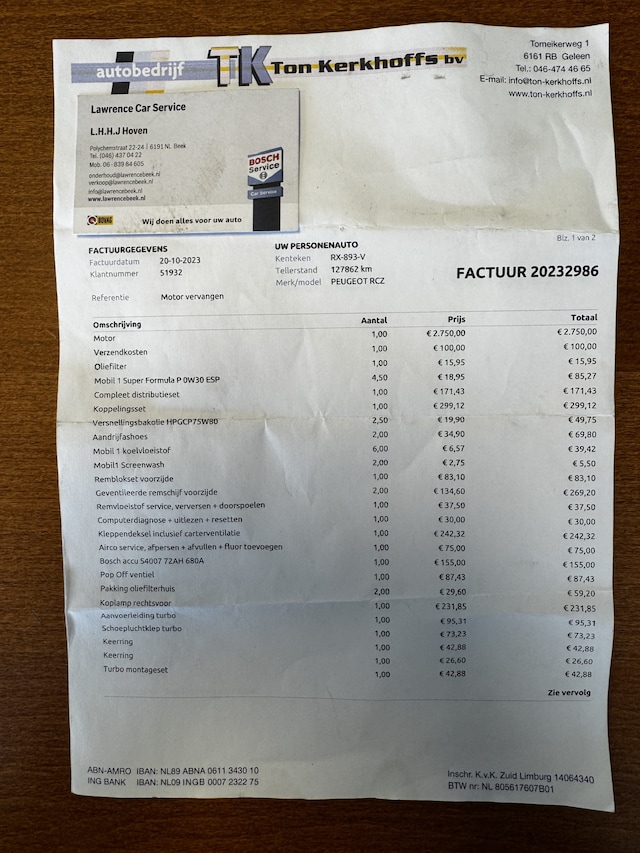 autobedrijf TK Ton Kerkhoffs bv
Tomeikerweg 1
6161 RB Geleen
Tel.: 046-474 46 65
E-mail: info@ton-kerkhoffs.nl
www.ton-kerkhoffs.nl
Lawrence Car Service
L.H.H.J Hoven
Polychemstraat 22-24 | 6191 NL Beek
Tel. (046) 437 04 22
Mob. 06 - 839 84 605
onderhoud@lawrencebeek.nl
verkoop@lawrencebeek.nl
info@lawrencebeek.nl
www.lawrencebeek.nl
BOSCH
Service
Car Service
BOVAG
Wij doen alles voor uw auto
Blz. 1 van 2
FACTUURGEGEVENS
Factuurdatum 20-10-2023
Klantnummer 51932
Referentie Motor vervangen
UW PERSONENAUTO
Kenteken RX-893-V
Tellerstand 127862 km
Merk/model PEUGEOT RCZ
FACTUUR 20232986
Omschrijving Aantal Prijs Totaal
Motor 1,00 € 2.750,00 € 2.750,00
Verzendkosten 1,00 € 100,00 € 100,00
Oliefilter 1,00 € 15,95 € 15,95
Mobil 1 Super Formula P 0W30 ESP 4,50 € 18,95 € 85,27
Compleet distributieset 1,00 € 171,43 € 171,43
Koppelingsset 1,00 € 299,12 € 299,12
Versnellingsbakolie HPGCP75W80 2,50 € 19,90 € 49,75
Aandrijfashoes 2,00 € 34,90 € 69,80
Mobil 1 koelvloeistof 6,00 € 6,57 € 39,42
Mobil1 Screenwash 2,00 € 2,75 € 5,50
Remblokset voorzijde 1,00 € 83,10 € 83,10
Geventileerde remschijf voorzijde 2,00 € 134,60 € 269,20
Remvloeistof service, verversen + doorspoelen 1,00 € 37,50 € 37,50
Computerdiagnose + uitlezen + resetten 1,00 € 30,00 € 30,00
Kleppendeksel inclusief carterventilatie 1,00 € 242,32 € 242,32
Airco service, afpersen + afvullen + fluor toevoegen 1,00 € 75,00 € 75,00
Bosch accu S4007 72AH 680A 1,00 € 155,00 € 155,00
Pop Off ventiel 1,00 € 87,43 € 87,43
Pakking oliefilterhuis 2,00 € 29,60 € 59,20
Koplamp rechtsvoor 1,00 € 231,85 € 231,85
Aanvoerleiding turbo 1,00 € 95,31 € 95,31
Schoepluchtklep turbo 1,00 € 73,23 € 73,23
Keerring 1,00 € 42,88 € 42,88
Keerring 1,00 € 26,60 € 26,60
Turbo montageset 1,00 € 42,88 € 42,88
Zie vervolg
ABN-AMRO IBAN: NL89 ABNA 0611 3430 10
ING BANK IBAN: NL09 INGB 0007 2322 75
Inschr. K.v.K. Zuid Limburg 14064340
BTW nr: NL 805617607B01